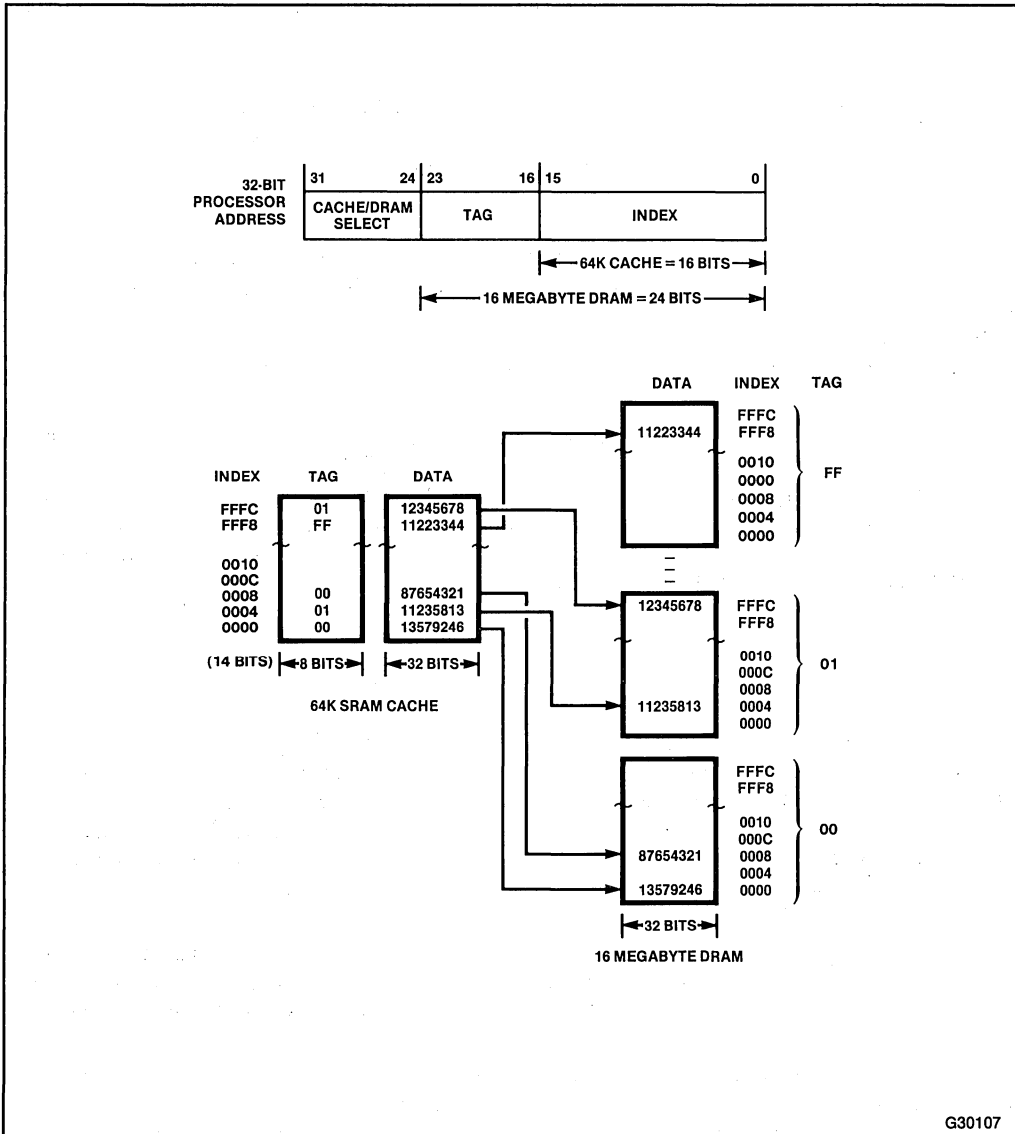 32-BIT
PROCESSOR
ADDRESS
31 24 23 16 15 0
CACHE/DRAM
SELECT
TAG
INDEX
64K CACHE = 16 BITS
16 MEGABYTE DRAM = 24 BITS
DATA INDEX TAG
FFFC
11223344 FFF8
0010
0000
0008
0004
0000
FF
INDEX TAG DATA
FFFC 01 12345678
FFF8 FF 11223344
0010
000C
0008 00 87654321
0004 01 11235813
0000 00 13579246
(14 BITS) 8 BITS 32 BITS
64K SRAM CACHE
12345678 FFFC
FFF8
0010
000C
0008
11235813 0004
0000
01
FFFC
FFF8
0010
000C
87654321 0008
0004
13579246 0000
00
32 BITS
16 MEGABYTE DRAM
G30107